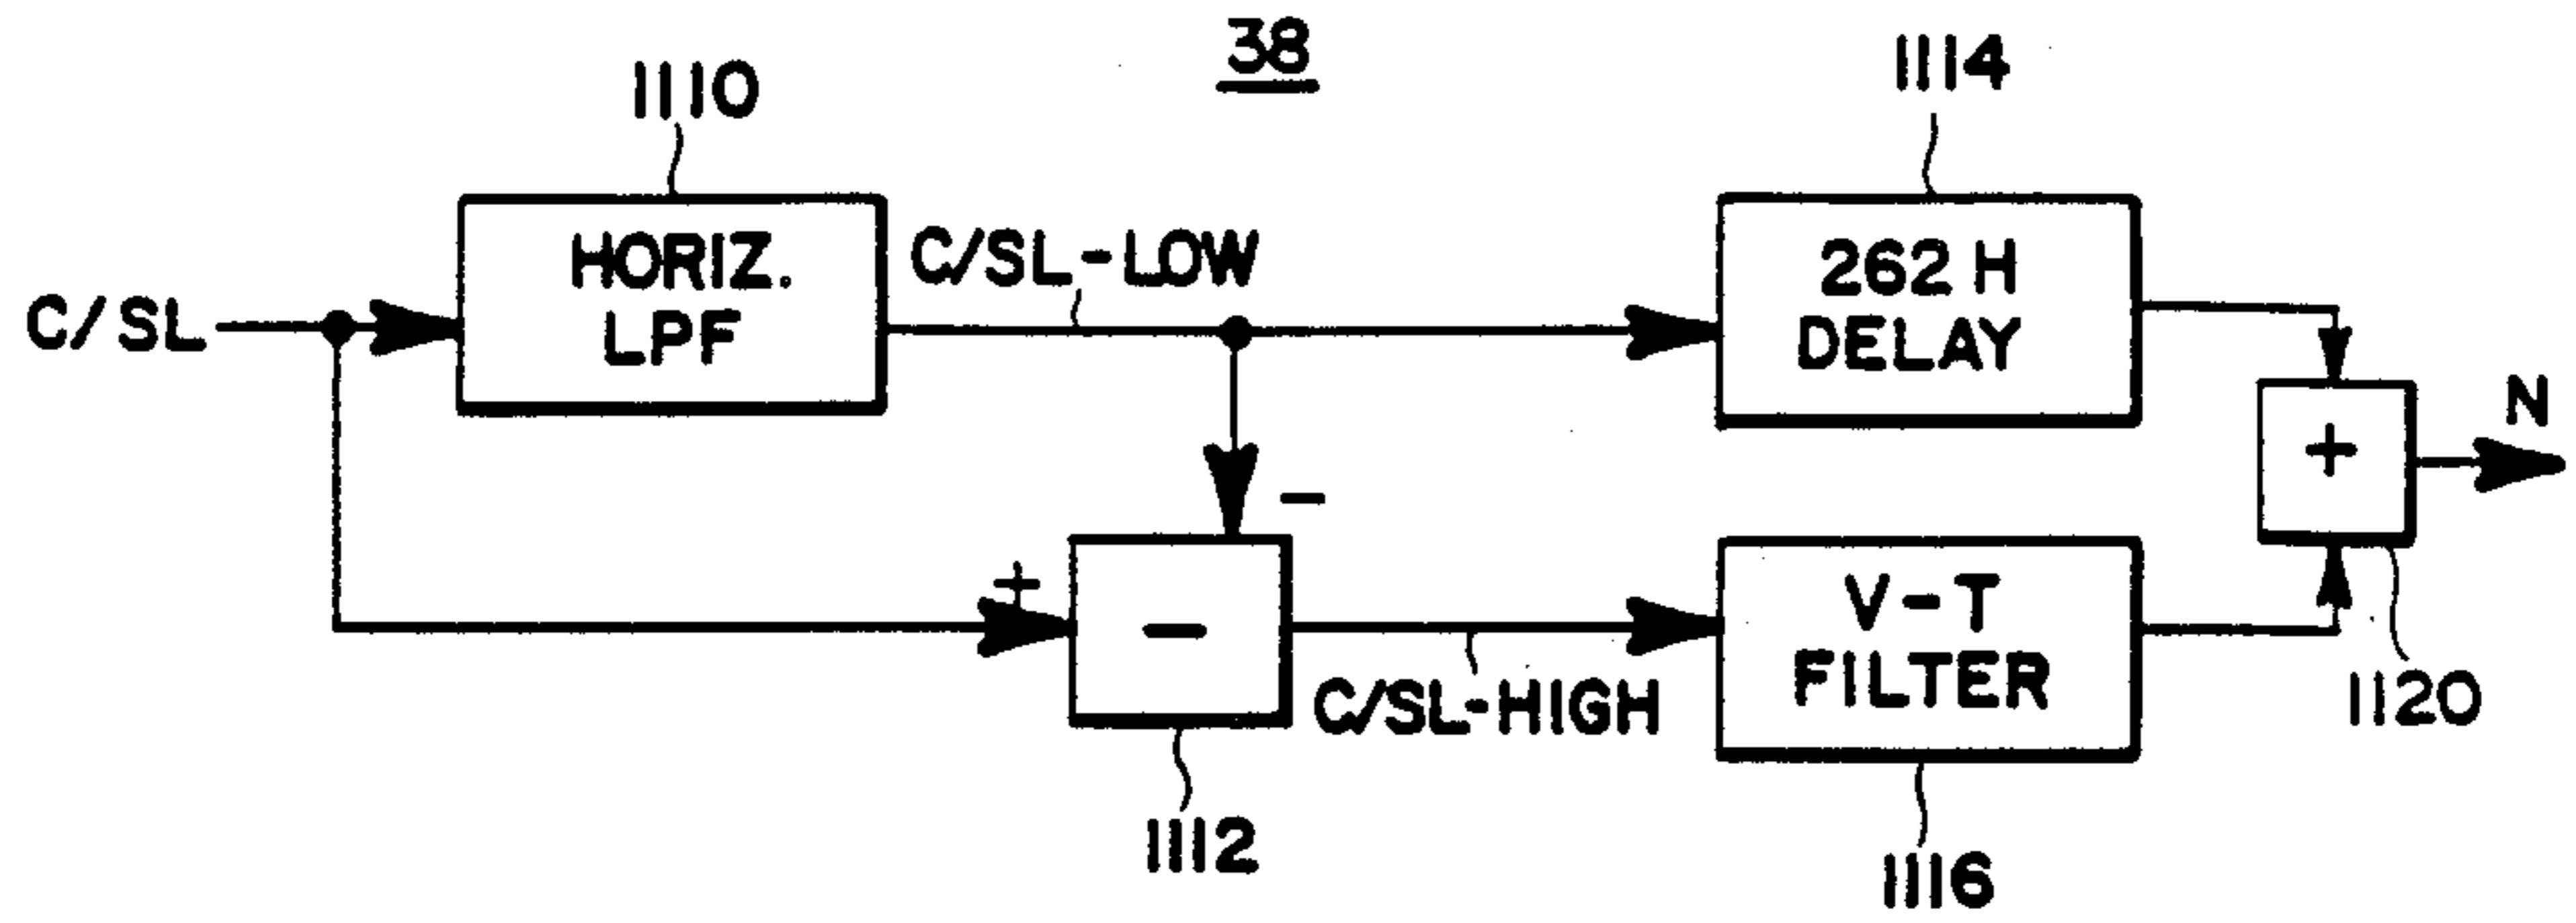 38
1110
1114
HORIZ.
LPF
C/SL-LOW
262 H
DELAY
C/SL
N
+
-
+
-
V-T
FILTER
C/SL-HIGH
1120
1112
1116